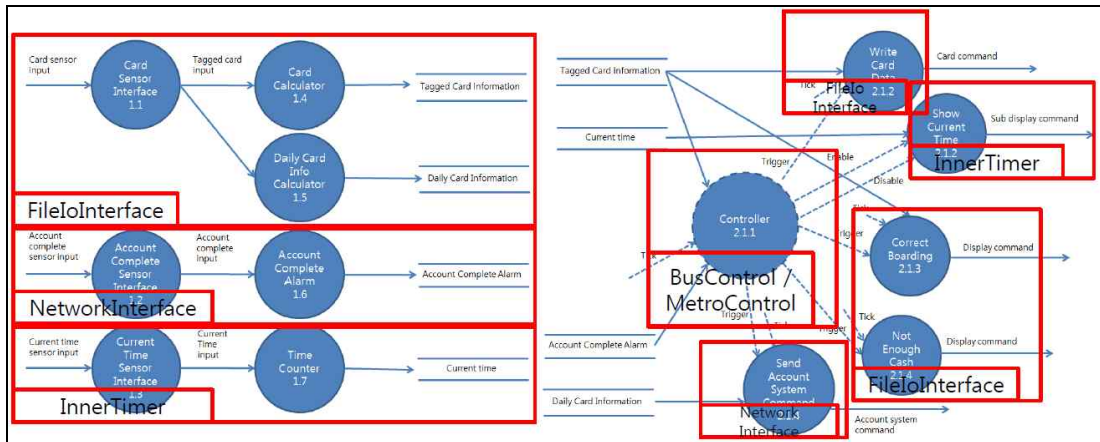 Card sensor
input
Card
Sensor
Interface
1.1
Tagged card
input
Card
Calculator
1.4
Tagged Card Information
Daily Card
Info
Calculator
1.5
Daily Card Information
FileIoInterface
Account
complete
sensor input
Account
Complete
Sensor
Interface
1.2
Account
complete
input
Account
Complete
Alarm
1.6
Account Complete Alarm
NetworkInterface
Current time
sensor input
Current
Time Sensor
Interface
1.3
Current
Time
input
Time
Counter
1.7
Current time
InnerTimer
Tagged Card Information
Write
Card
Data
2.1.2
Card command
Tick
FileIo
Interface
Current time
Show
Current
Time
2.1.2
Sub display command
InnerTimer
Trigger
Enable
Disable
Controller
2.1.1
Tick
BusControl /
MetroControl
Tick
Trigger
Correct
Boarding
2.1.3
Display command
Tick
Trigger
Not
Enough
Cash
2.1.4
Display command
FileIoInterface
Account Complete Alarm
Trigger
Tick
Send
Account
System
Command
Network
Interface
Daily Card Information
Account system
command